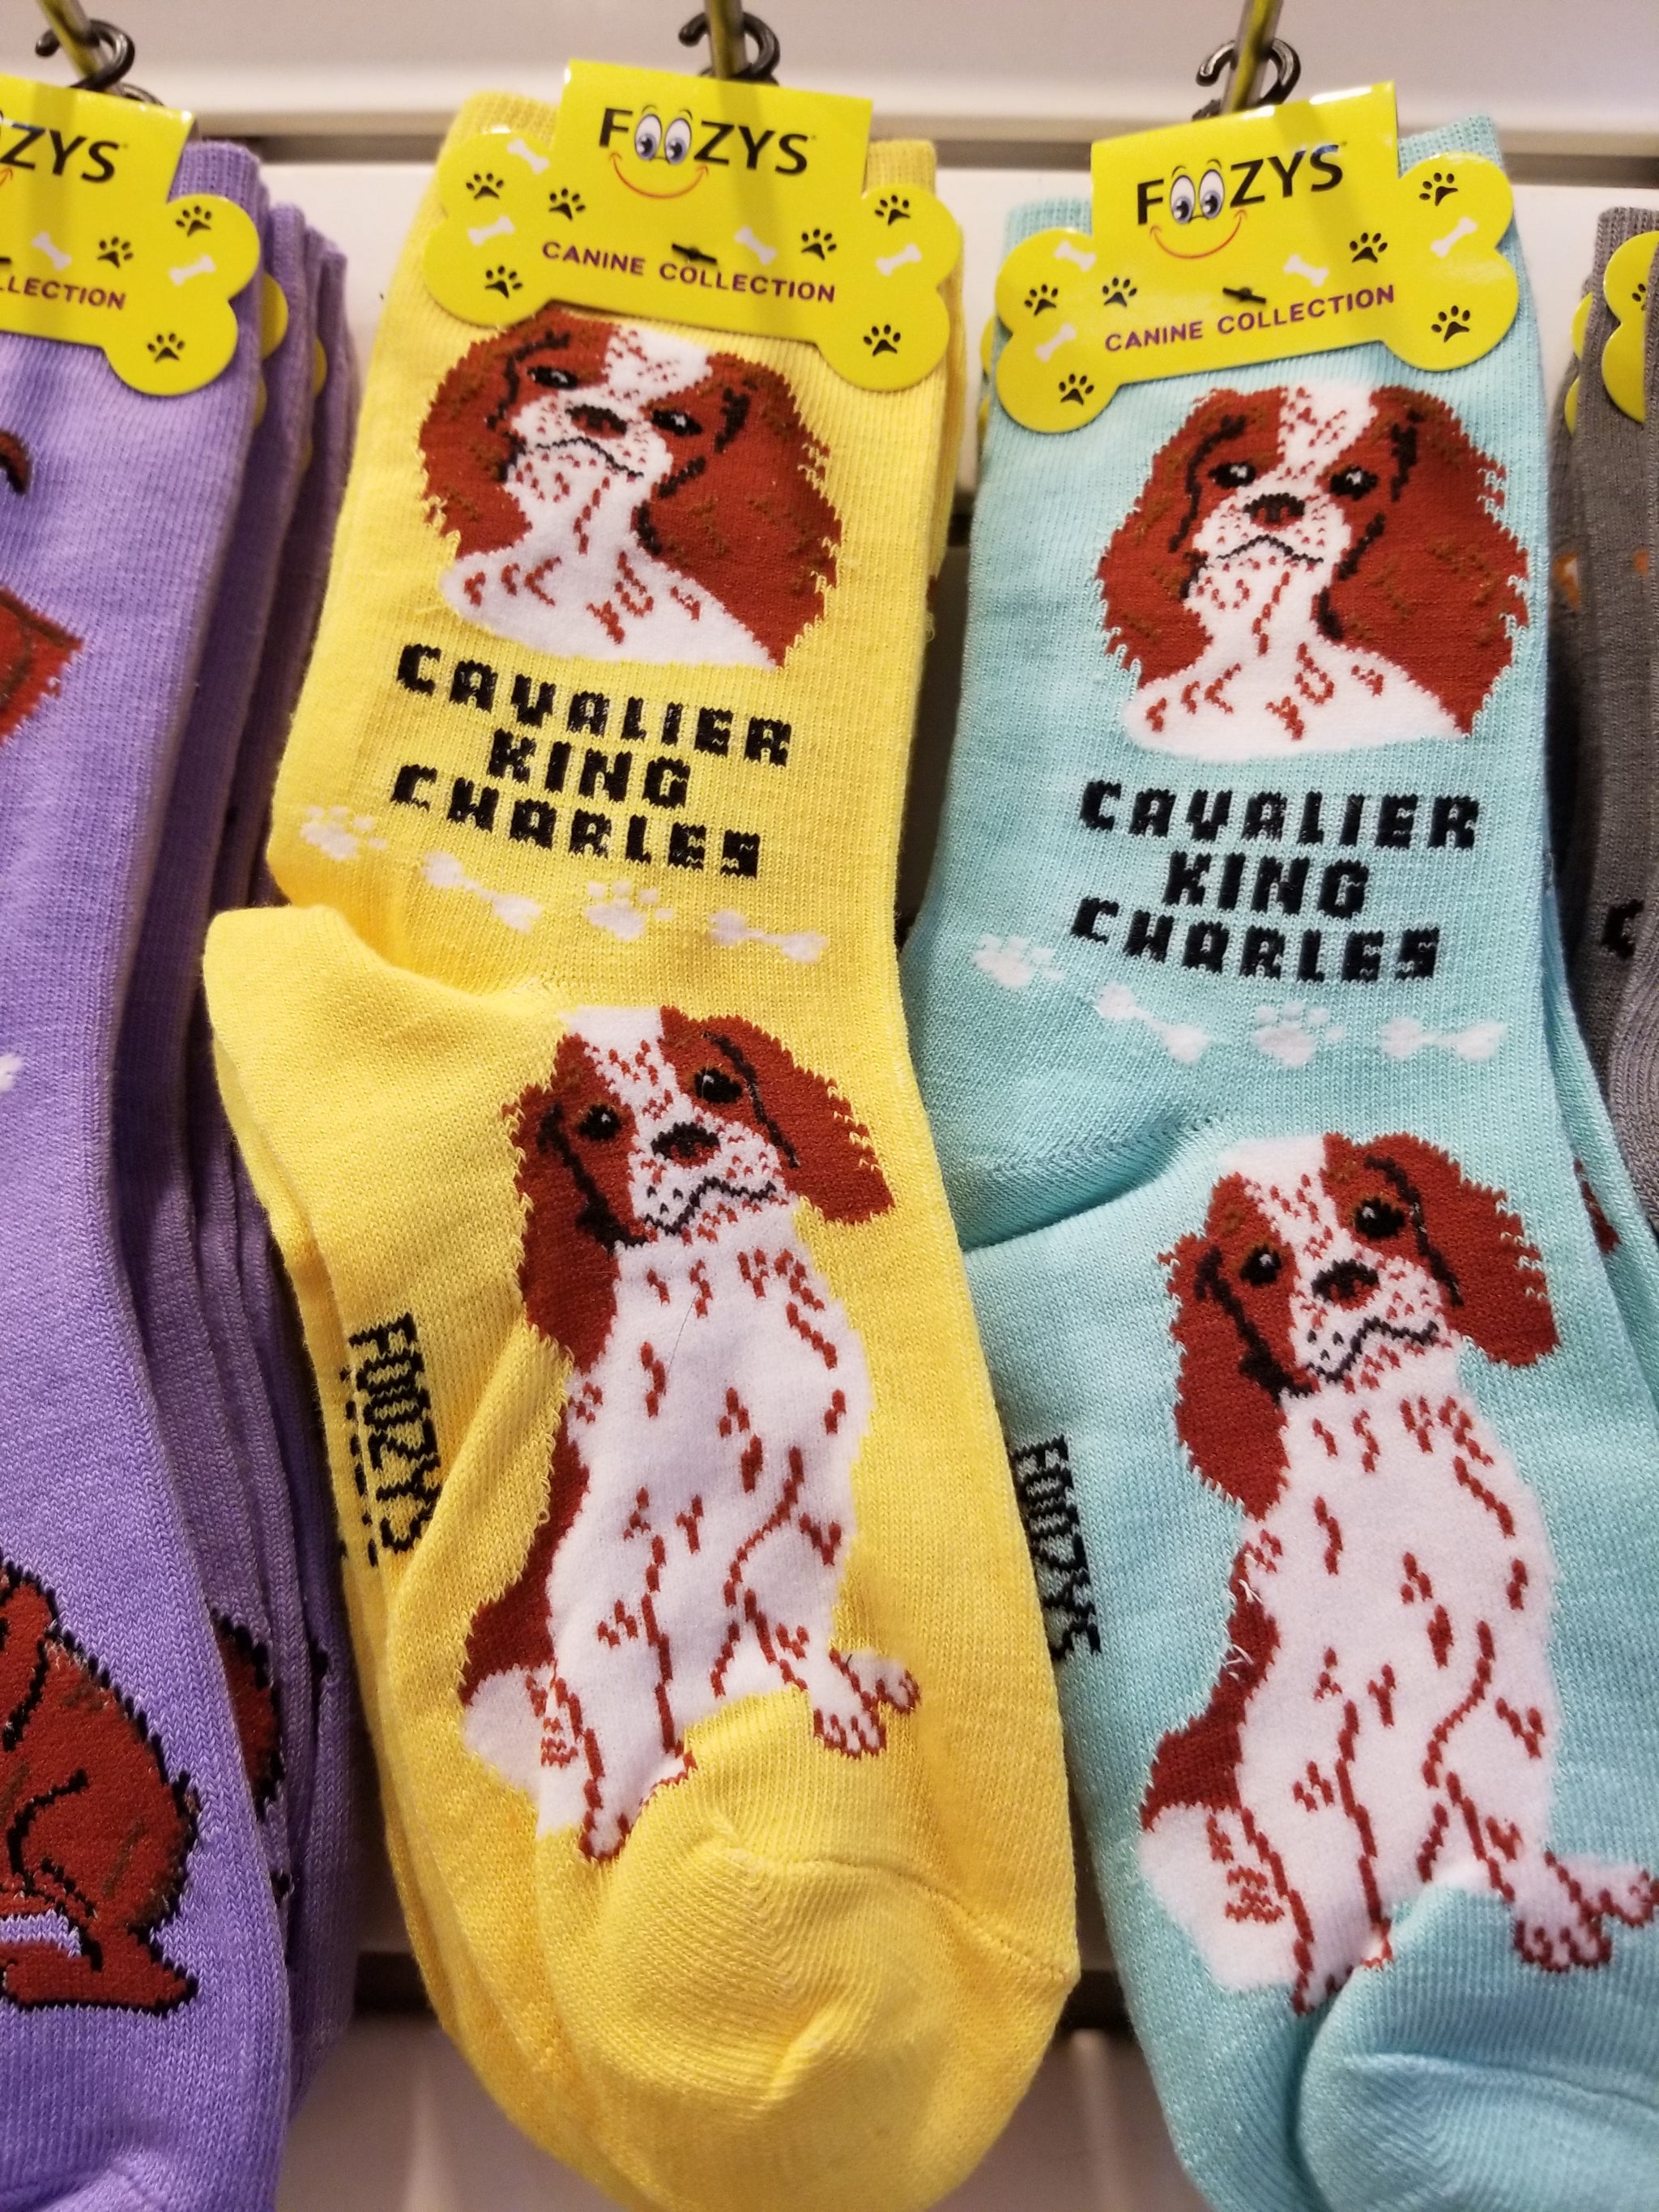 ZYS
LLECTION
FOOZYS
CANINE COLLECTION
CAVALIER
KING
CHARLES
FOOZYS
FOOZYS
CANINE COLLECTION
CAVALIER
KING
CHARLES
FOOZYS